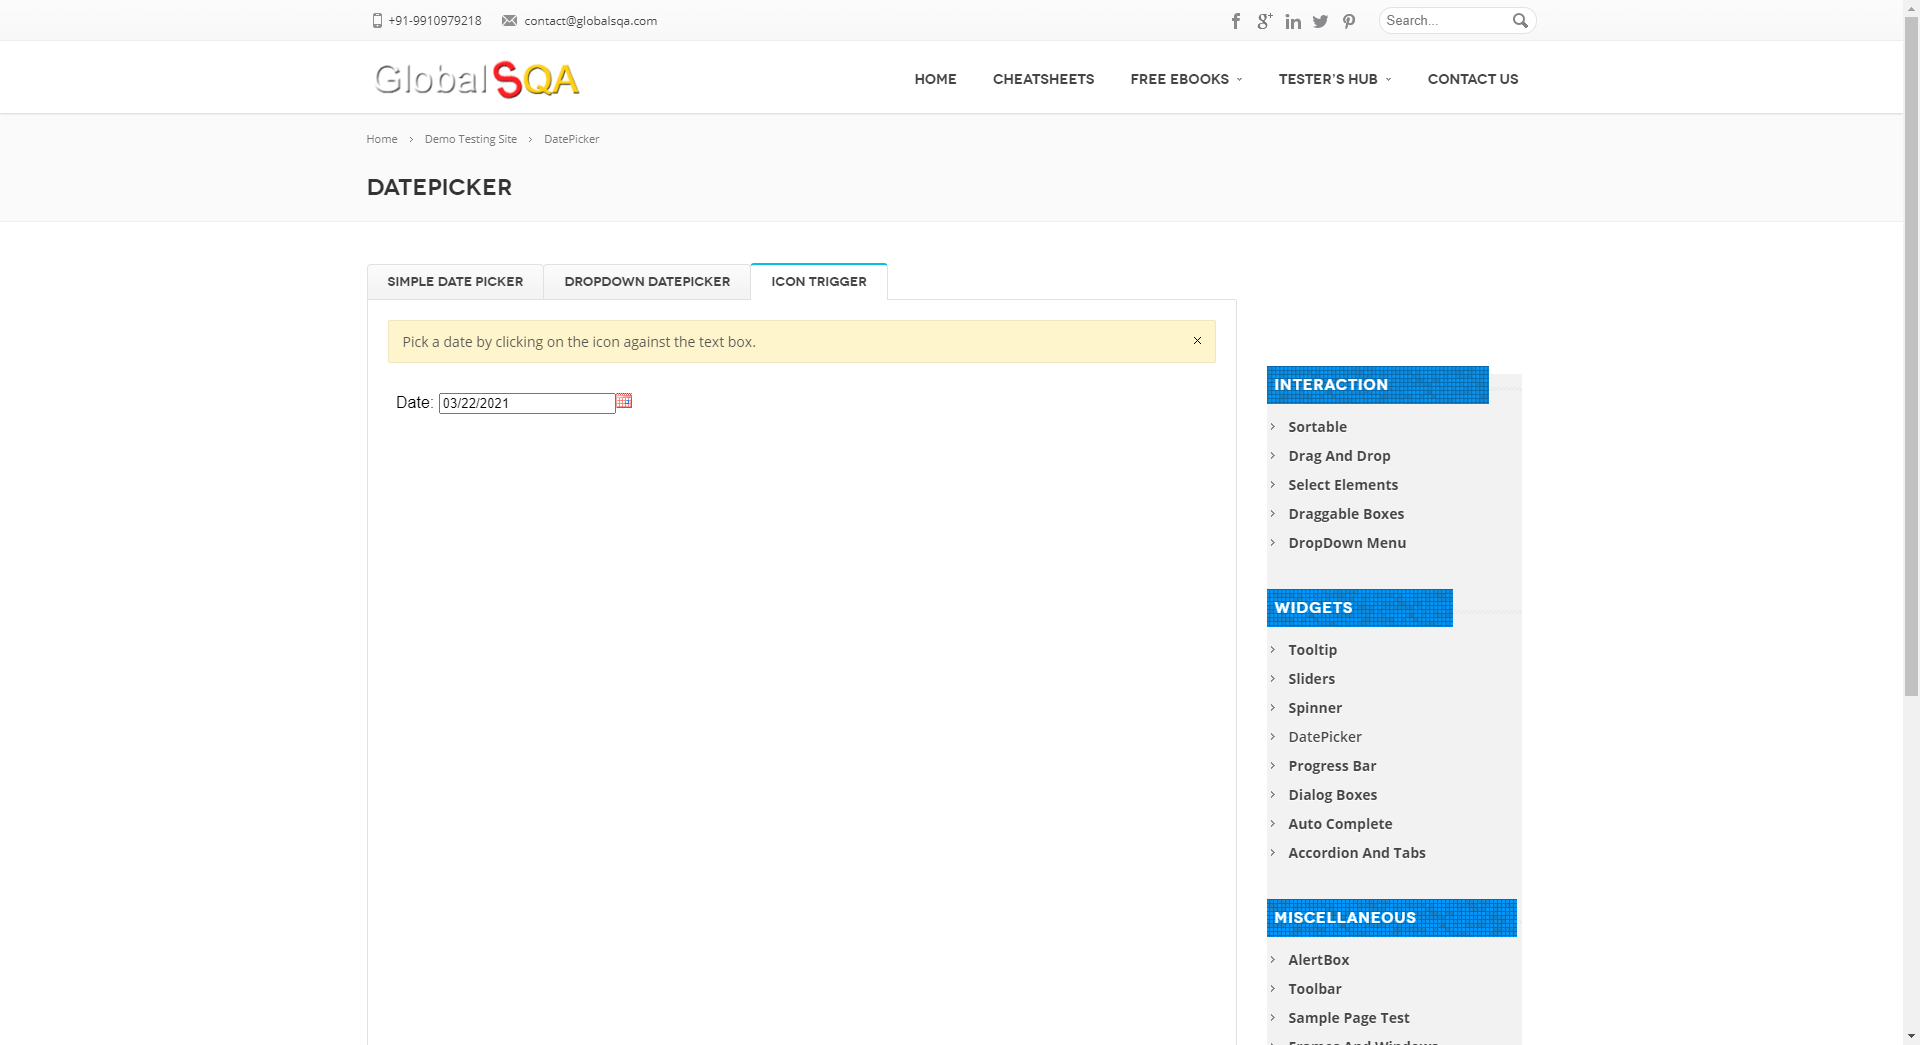 +91-9910979218 contact@globalsqa.com Search...
GlobalSQA HOME CHEATSHEETS FREE EBOOKS TESTER'S HUB CONTACT US
Home › Demo Testing Site › DatePicker
DATEPICKER
SIMPLE DATE PICKER DROPDOWN DATEPICKER ICON TRIGGER
Pick a date by clicking on the icon against the text box. ×
Date: 03/22/2021
INTERACTION
Sortable
Drag And Drop
Select Elements
Draggable Boxes
DropDown Menu
WIDGETS
Tooltip
Sliders
Spinner
DatePicker
Progress Bar
Dialog Boxes
Auto Complete
Accordion And Tabs
MISCELLANEOUS
AlertBox
Toolbar
Sample Page Test
Frames And Windows